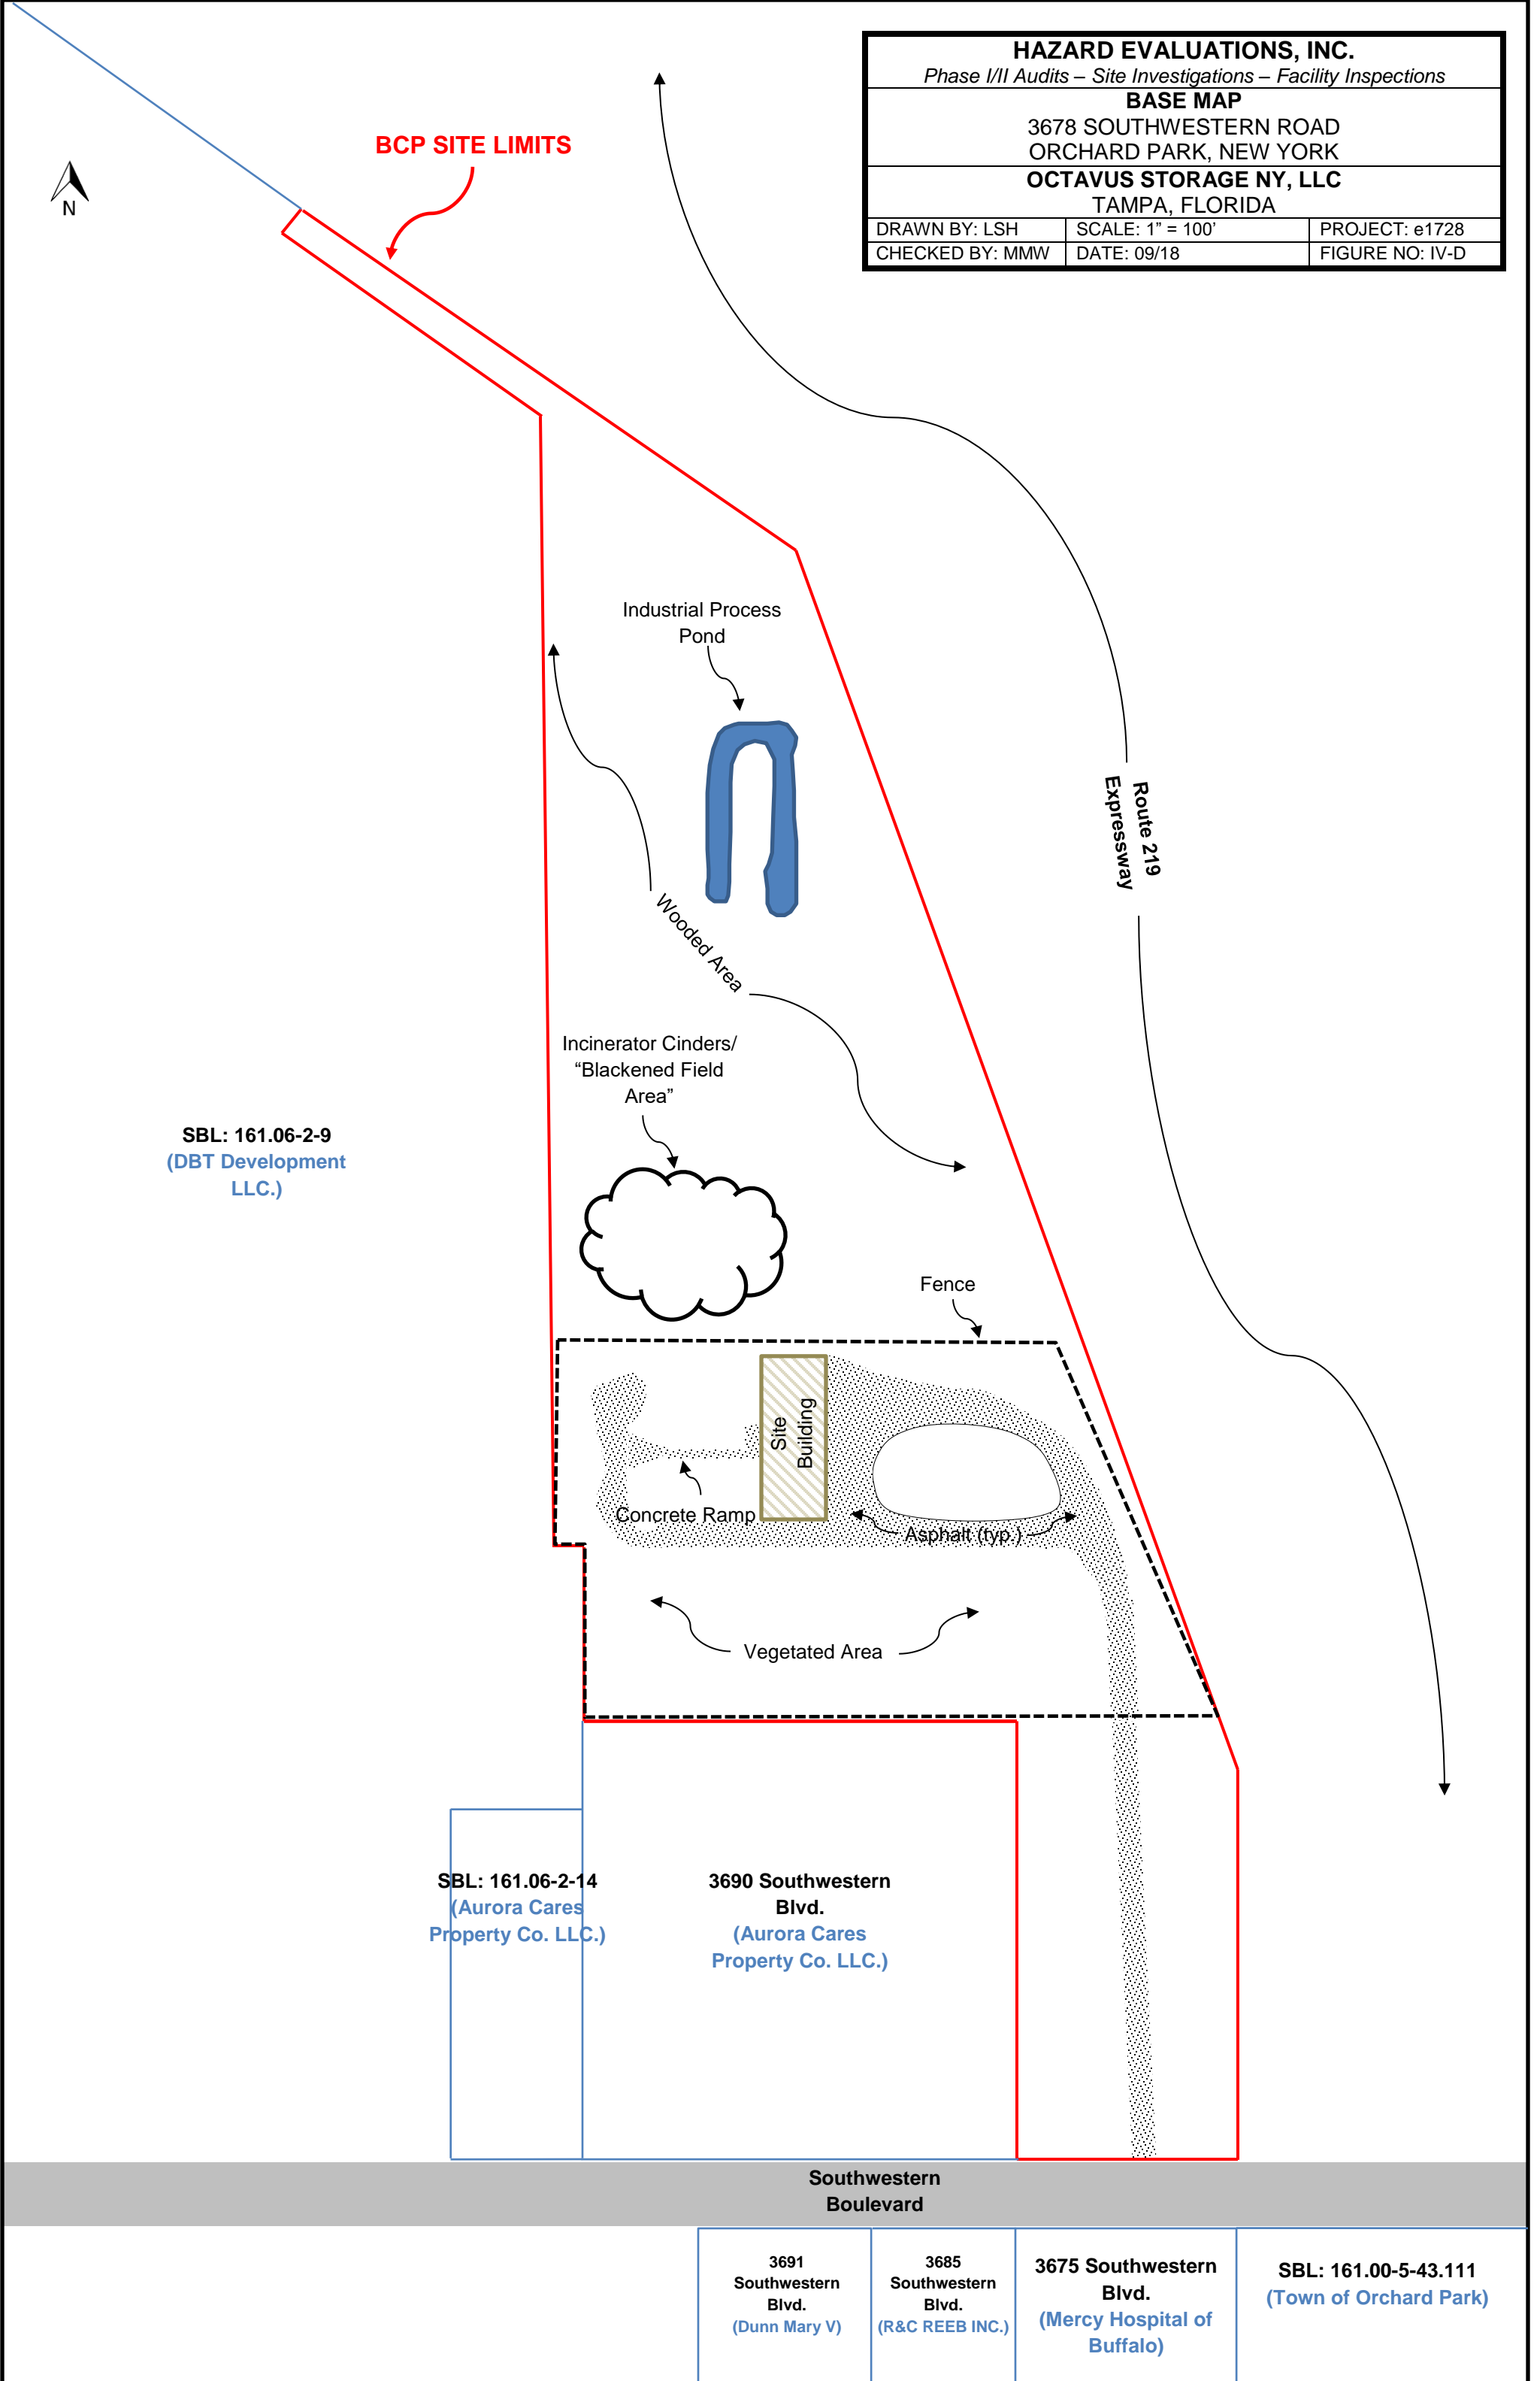 HAZARD EVALUATIONS, INC.
Phase I/II Audits – Site Investigations – Facility Inspections
BASE MAP
3678 SOUTHWESTERN ROAD
ORCHARD PARK, NEW YORK
OCTAVUS STORAGE NY, LLC
TAMPA, FLORIDA
DRAWN BY: LSH
SCALE: 1” = 100’
PROJECT: e1728
CHECKED BY: MMW
DATE: 09/18
FIGURE NO: IV-D
BCP SITE LIMITS
N
Industrial Process
Pond
Route 219
Expressway
Wooded Area
Incinerator Cinders/
“Blackened Field
Area”
SBL: 161.06-2-9
(DBT Development
LLC.)
Fence
Site
Building
Concrete Ramp
Asphalt (typ.)
Vegetated Area
SBL: 161.06-2-14
(Aurora Cares
Property Co. LLC.)
3690 Southwestern
Blvd.
(Aurora Cares
Property Co. LLC.)
Southwestern
Boulevard
3691
Southwestern
Blvd.
(Dunn Mary V)
3685
Southwestern
Blvd.
(R&C REEB INC.)
3675 Southwestern
Blvd.
(Mercy Hospital of
Buffalo)
SBL: 161.00-5-43.111
(Town of Orchard Park)